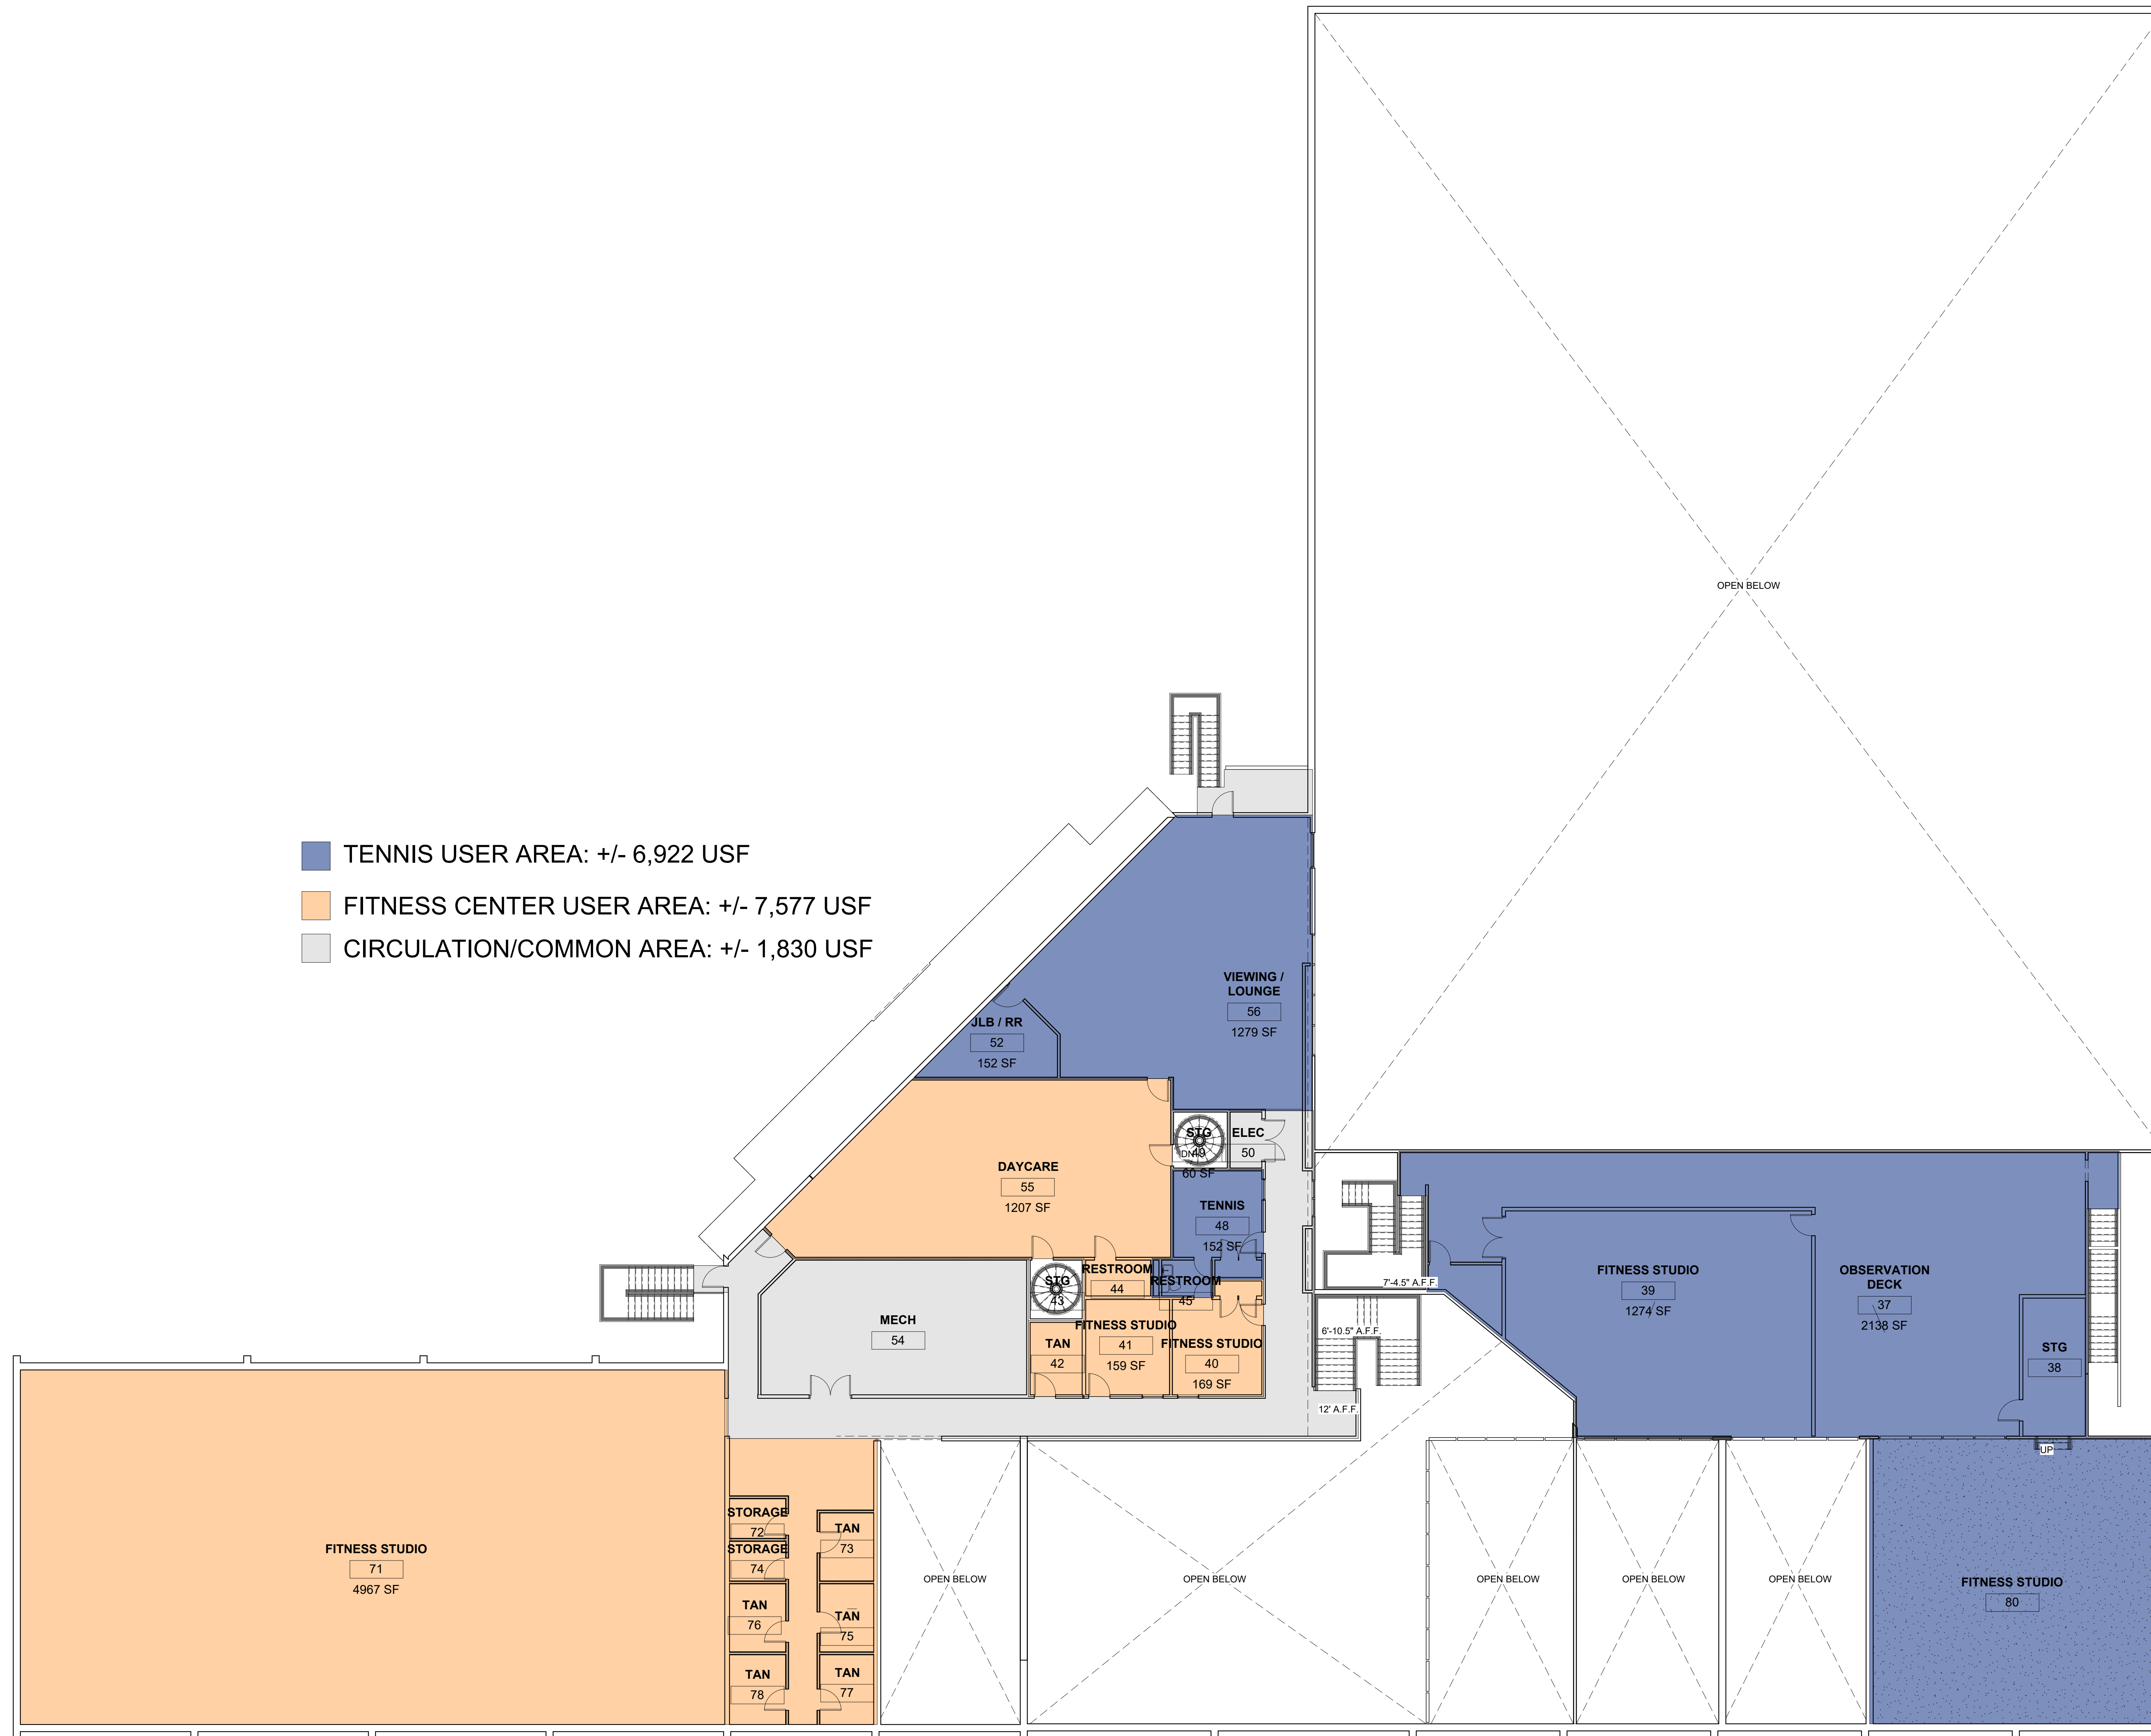 OPEN BELOW
TENNIS USER AREA: +/- 6,922 USF
FITNESS CENTER USER AREA: +/- 7,577 USF
CIRCULATION/COMMON AREA: +/- 1,830 USF
VIEWING /
LOUNGE
56
1279 SF
JLB / RR
52
152 SF
STG
49
DN
60 SF
ELEC
50
DAYCARE
55
1207 SF
TENNIS
48
152 SF
RESTROOM
44
RESTROOM
45
STG
43
MECH
54
TAN
42
FITNESS STUDIO
41
159 SF
FITNESS STUDIO
40
169 SF
7'-4.5" A.F.F.
6'-10.5" A.F.F.
12' A.F.F.
FITNESS STUDIO
39
1274 SF
OBSERVATION
DECK
37
2138 SF
STG
38
UP
FITNESS STUDIO
71
4967 SF
STORAGE
72
STORAGE
74
TAN
73
TAN
76
TAN
75
TAN
78
TAN
77
OPEN BELOW
OPEN BELOW
OPEN BELOW
OPEN BELOW
OPEN BELOW
FITNESS STUDIO
80